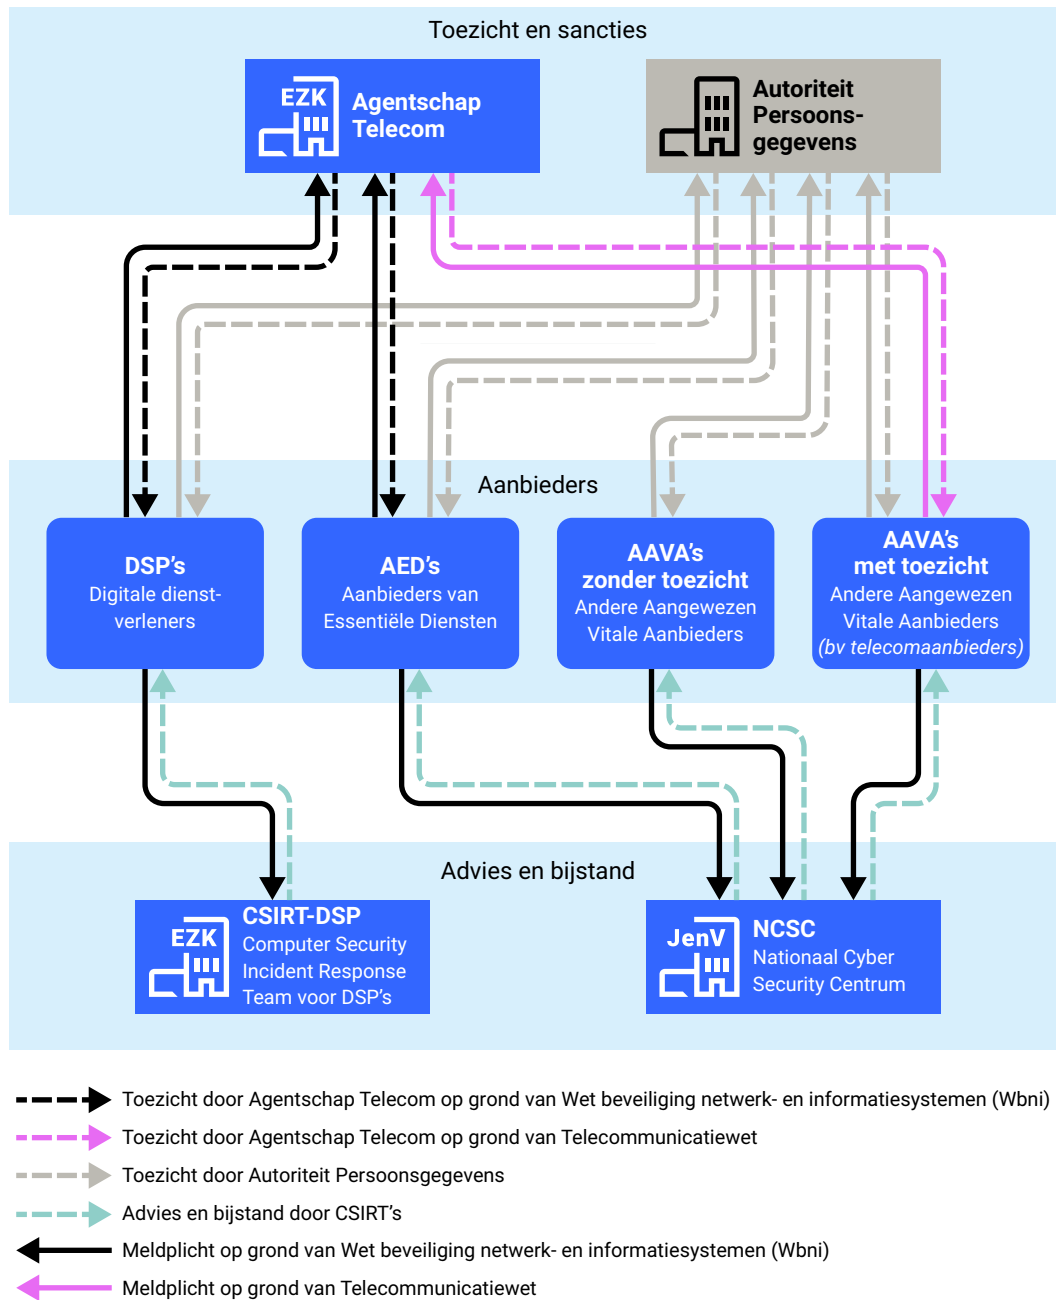 Toezicht en sancties
EZK
Agentschap
Telecom
Autoriteit
Persoons-
gegevens
Aanbieders
DSP’s
Digitale dienst-
verleners
AED’s
Aanbieders van
Essentiële Diensten
AAVA’s
zonder toezicht
Andere Aangewezen
Vitale Aanbieders
AAVA’s
met toezicht
Andere Aangewezen
Vitale Aanbieders
(bv telecomaanbieders)
Advies en bijstand
EZK
CSIRT-DSP
Computer Security
Incident Response
Team voor DSP’s
JenV
NCSC
Nationaal Cyber
Security Centrum
Toezicht door Agentschap Telecom op grond van Wet beveiliging netwerk- en informatiesystemen (Wbni)
Toezicht door Agentschap Telecom op grond van Telecommunicatiewet
Toezicht door Autoriteit Persoonsgegevens
Advies en bijstand door CSIRT’s
Meldplicht op grond van Wet beveiliging netwerk- en informatiesystemen (Wbni)
Meldplicht op grond van Telecommunicatiewet